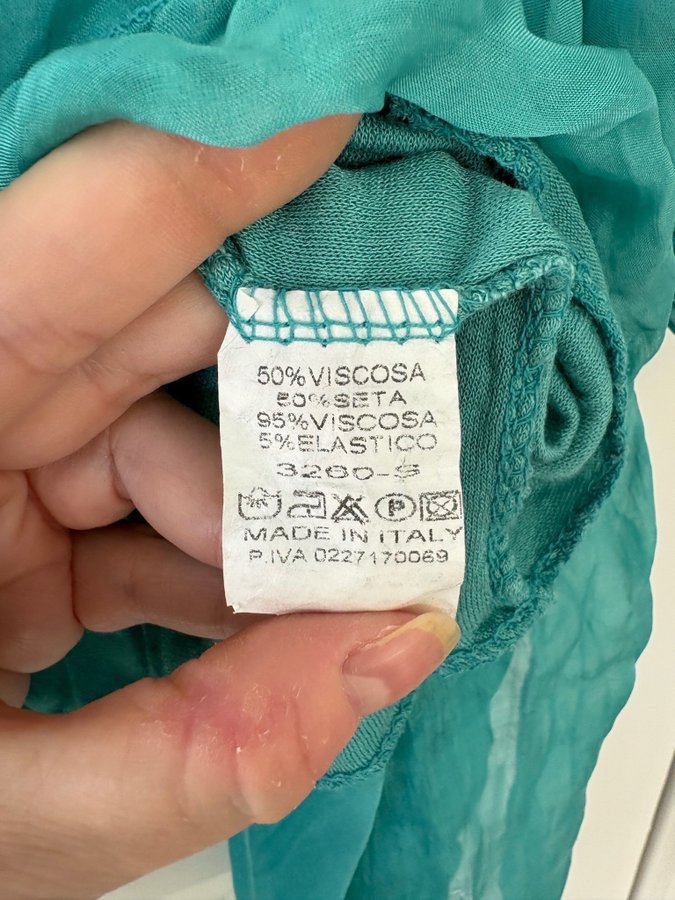 50%VISCOSA
50%SETA
95%VISCOSA
5%ELASTICO
3260-S
P
MADE IN ITALY
P.IVA 0227170069